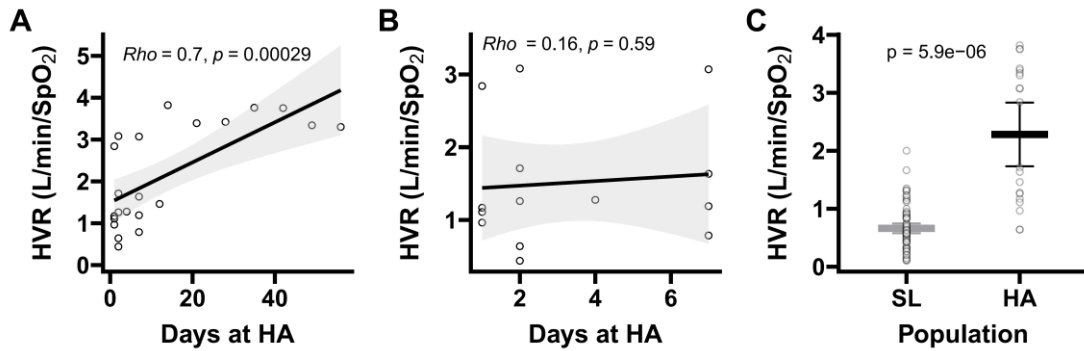 A
Rho = 0.7, p = 0.00029
HVR (L/min/SpO₂)
5
4
3
2
1
0
0 20 40
Days at HA
B
Rho = 0.16, p = 0.59
HVR (L/min/SpO₂)
3
2
1
2 4 6
Days at HA
C
p = 5.9e−06
HVR (L/min/SpO₂)
4
3
2
1
0
SL HA
Population